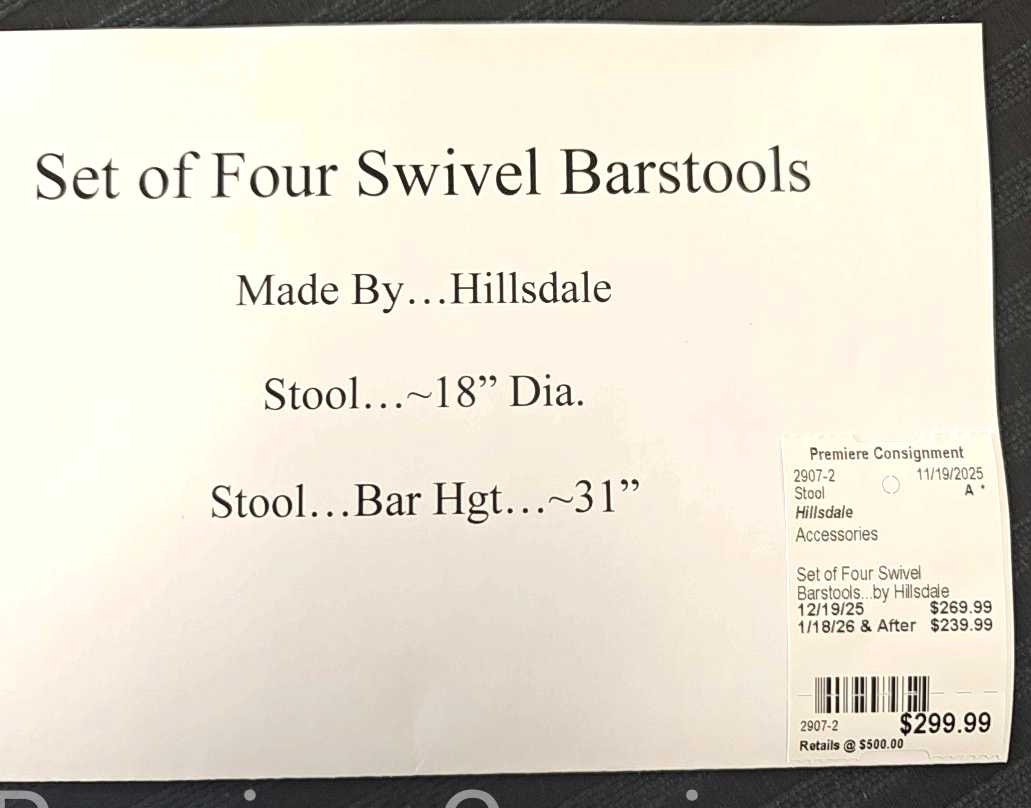 Set of Four Swivel Barstools
Made By…Hillsdale
Stool…~18” Dia.
Stool…Bar Hgt…~31”
Premiere Consignment
2907-2 11/19/2025
Stool A *
Hillsdale
Accessories
Set of Four Swivel
Barstools...by Hillsdale
12/19/25 $269.99
1/18/26 & After $239.99
2907-2 $299.99
Retails @ $500.00